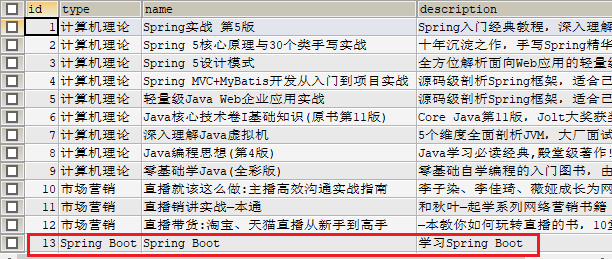 id type name description
1 计算机理论 Spring实战 第5版 Spring入门经典教程,深入理解
2 计算机理论 Spring 5核心原理与30个类手写实战 十年沉淀之作,手写Spring精华
3 计算机理论 Spring 5设计模式 全方位解析面向Web应用的轻量级
4 计算机理论 Spring MVC+MyBatis开发从入门到项目实战 源码级剖析Spring框架,适合已
5 计算机理论 轻量级Java Web企业应用实战 源码级剖析Spring框架,适合已
6 计算机理论 Java核心技术卷I基础知识(原书第11版) Core Java第11版,Jolt大奖获
7 计算机理论 深入理解Java虚拟机 5个维度全面剖析JVM,大厂面试
8 计算机理论 Java编程思想(第4版) Java学习必读经典,殿堂级著作!
9 计算机理论 零基础学Java(全彩版) 零基础自学编程的入门图书,由
10 市场营销 直播就该这么做:主播高效沟通实战指南 李子染、李佳琦、薇娅成长为网
11 市场营销 直播销讲实战一本通 和秋叶一起学系列网络营销书籍
12 市场营销 直播带货:淘宝、天猫直播从新手到高手 一本教你如何玩转直播的书,10堂
13 Spring Boot Spring Boot 学习Spring Boot